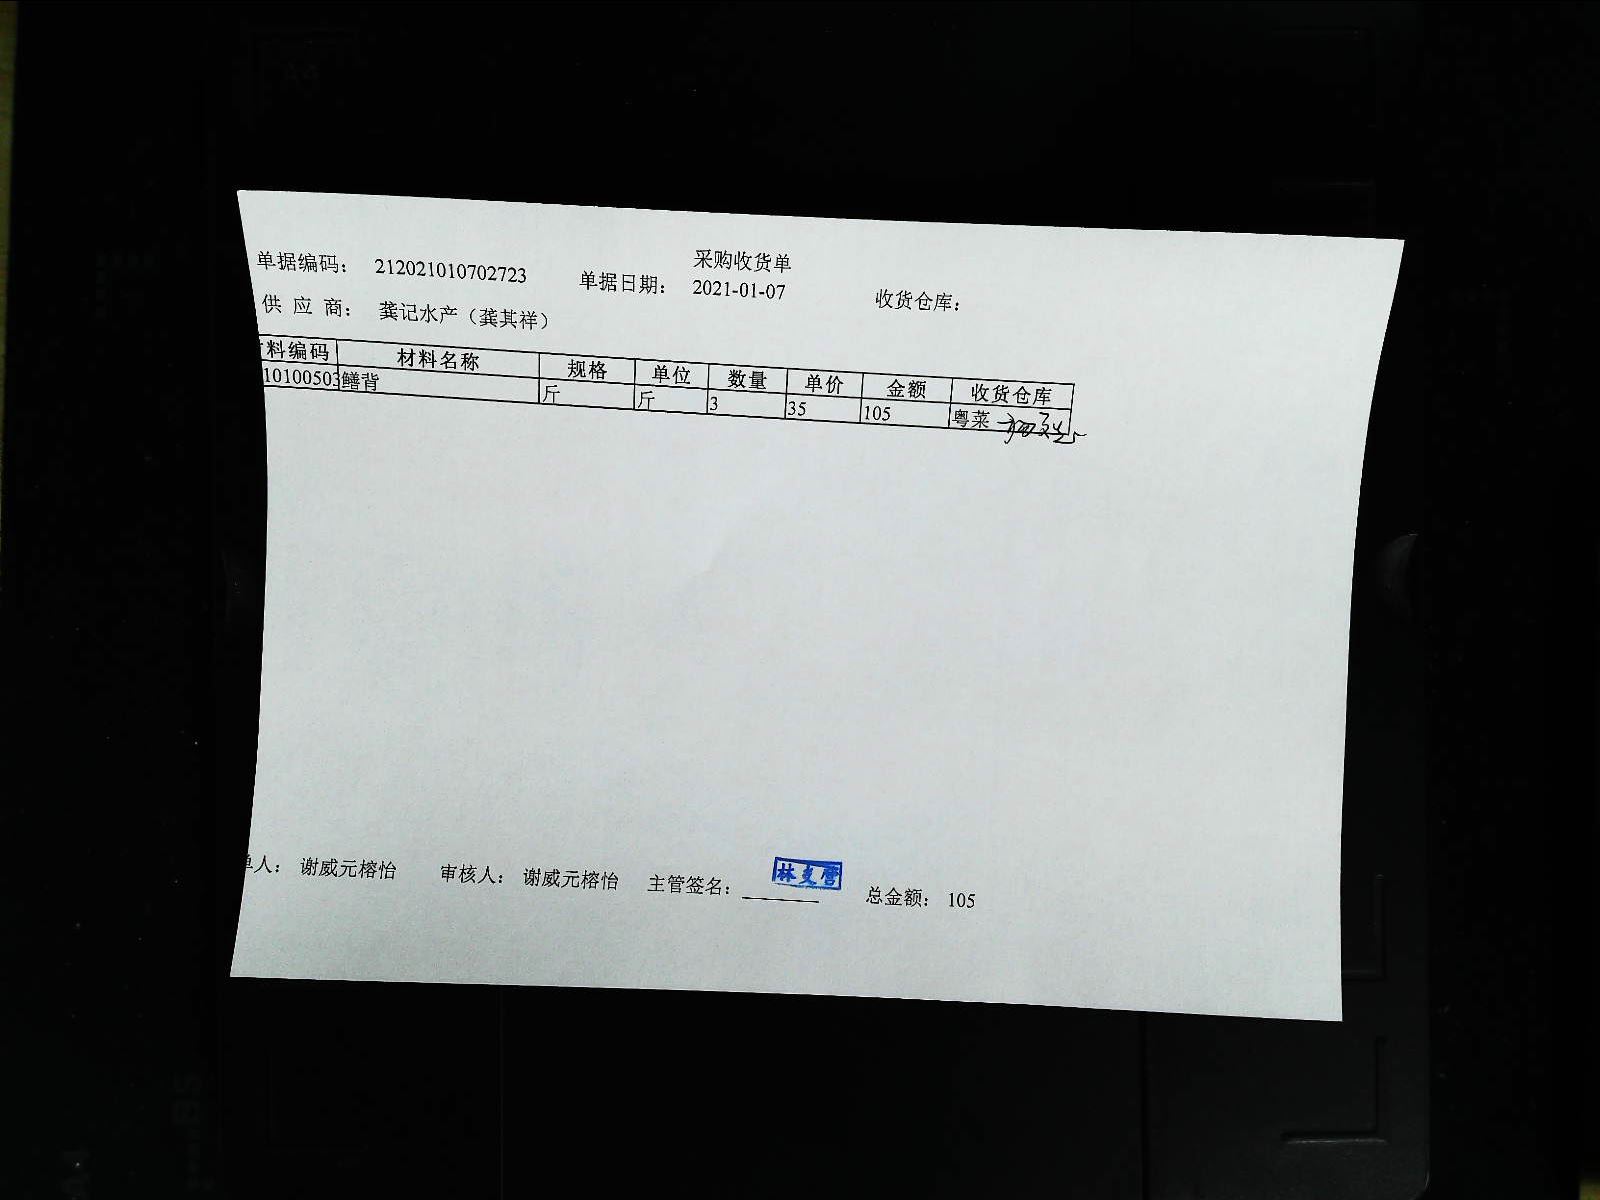 采购收货单
单据编码： 212021010702723 单据日期： 2021-01-07 收货仓库：
供 应 商： 龚记水产（龚其祥）
料编码 材料名称 规格 单位 数量 单价 金额 收货仓库
10100503 鳝背 斤 斤 3 35 105 粤菜
单人： 谢威元榕怡 审核人： 谢威元榕怡 主管签名： 总金额： 105